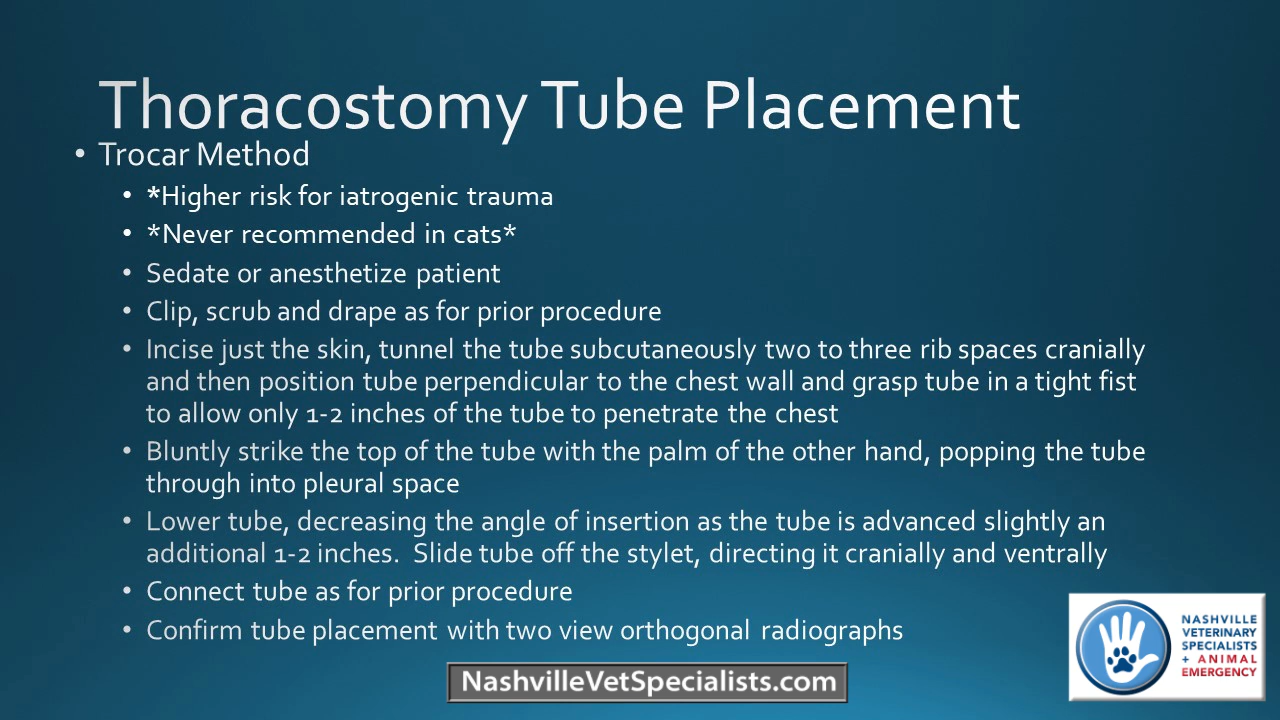 Thoracostomy Tube Placement
• Trocar Method
• *Higher risk for iatrogenic trauma
• *Never recommended in cats*
• Sedate or anesthetize patient
• Clip, scrub and drape as for prior procedure
• Incise just the skin, tunnel the tube subcutaneously two to three rib spaces cranially
and then position tube perpendicular to the chest wall and grasp tube in a tight fist
to allow only 1-2 inches of the tube to penetrate the chest
• Bluntly strike the top of the tube with the palm of the other hand, popping the tube
through into pleural space
• Lower tube, decreasing the angle of insertion as the tube is advanced slightly an
additional 1-2 inches.  Slide tube off the stylet, directing it cranially and ventrally
• Connect tube as for prior procedure
• Confirm tube placement with two view orthogonal radiographs
NASHVILLE
VETERINARY
SPECIALISTS
+ ANIMAL
EMERGENCY
NashvilleVetSpecialists.com